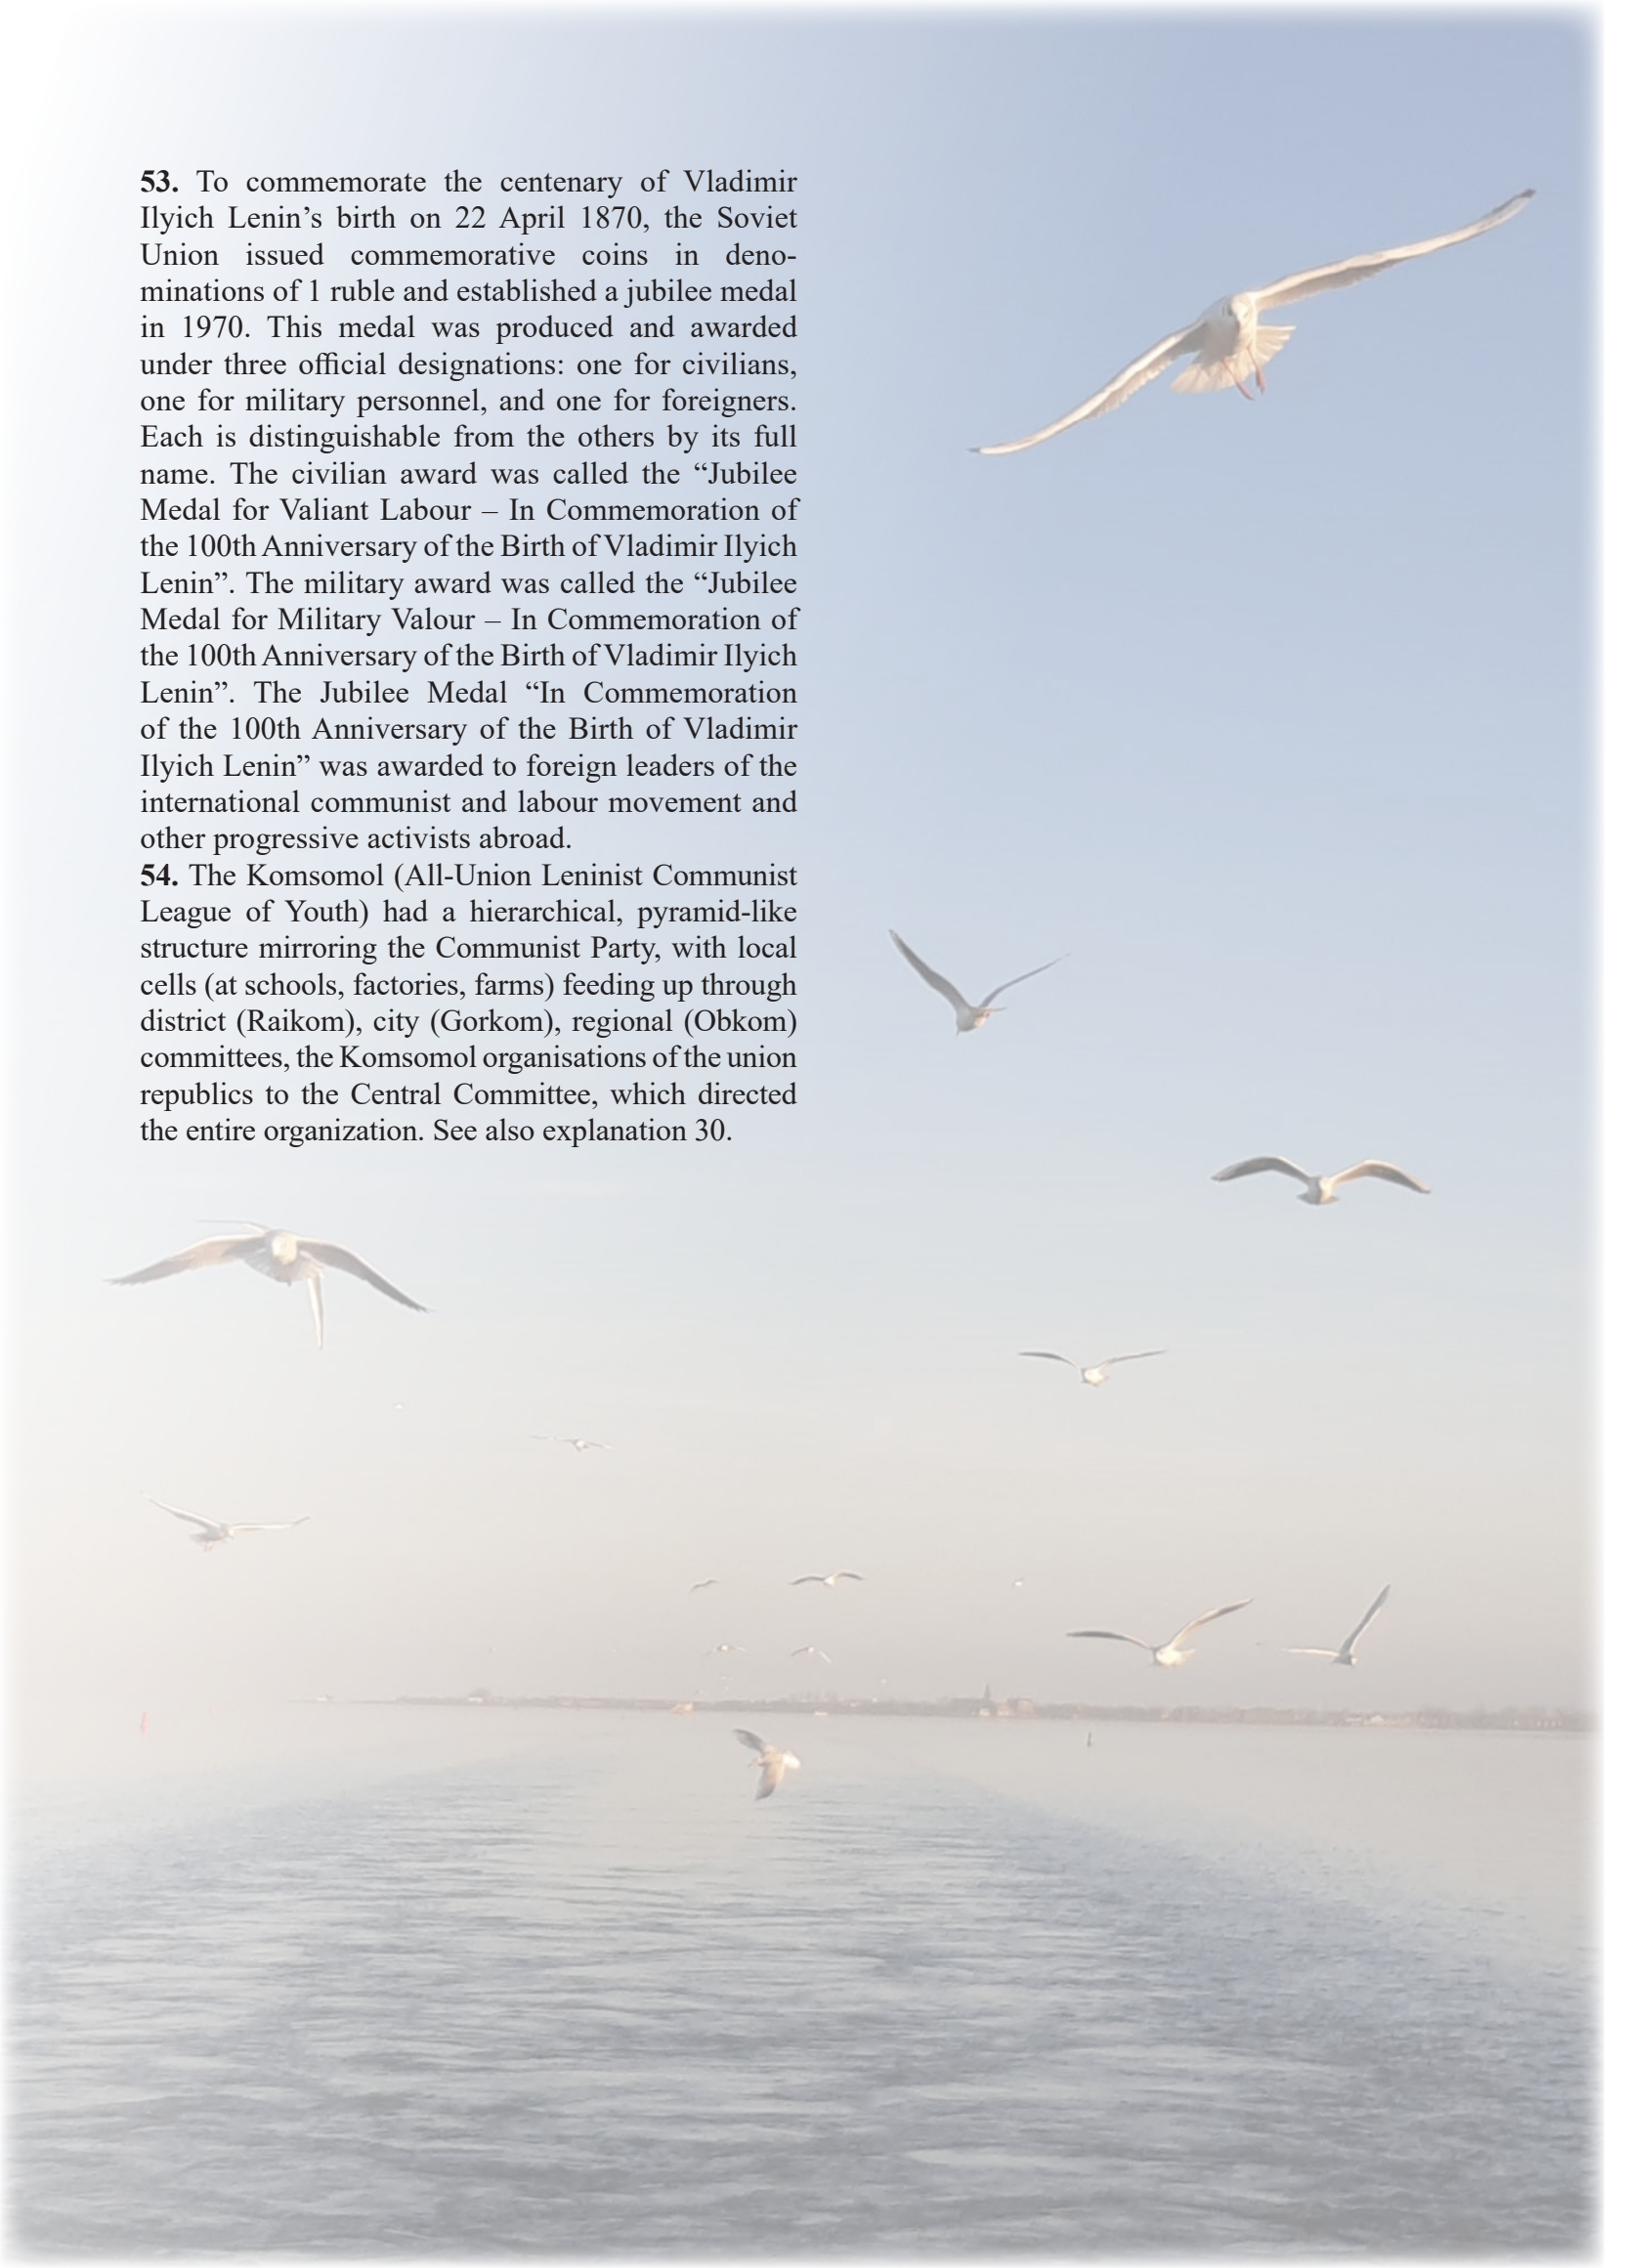 53. To commemorate the centenary of Vladimir
Ilyich Lenin’s birth on 22 April 1870, the Soviet
Union issued commemorative coins in deno-
minations of 1 ruble and established a jubilee medal
in 1970. This medal was produced and awarded
under three official designations: one for civilians,
one for military personnel, and one for foreigners.
Each is distinguishable from the others by its full
name. The civilian award was called the “Jubilee
Medal for Valiant Labour – In Commemoration of
the 100th Anniversary of the Birth of Vladimir Ilyich
Lenin”. The military award was called the “Jubilee
Medal for Military Valour – In Commemoration of
the 100th Anniversary of the Birth of Vladimir Ilyich
Lenin”. The Jubilee Medal “In Commemoration
of the 100th Anniversary of the Birth of Vladimir
Ilyich Lenin” was awarded to foreign leaders of the
international communist and labour movement and
other progressive activists abroad.
54. The Komsomol (All-Union Leninist Communist
League of Youth) had a hierarchical, pyramid-like
structure mirroring the Communist Party, with local
cells (at schools, factories, farms) feeding up through
district (Raikom), city (Gorkom), regional (Obkom)
committees, the Komsomol organisations of the union
republics to the Central Committee, which directed
the entire organization. See also explanation 30.